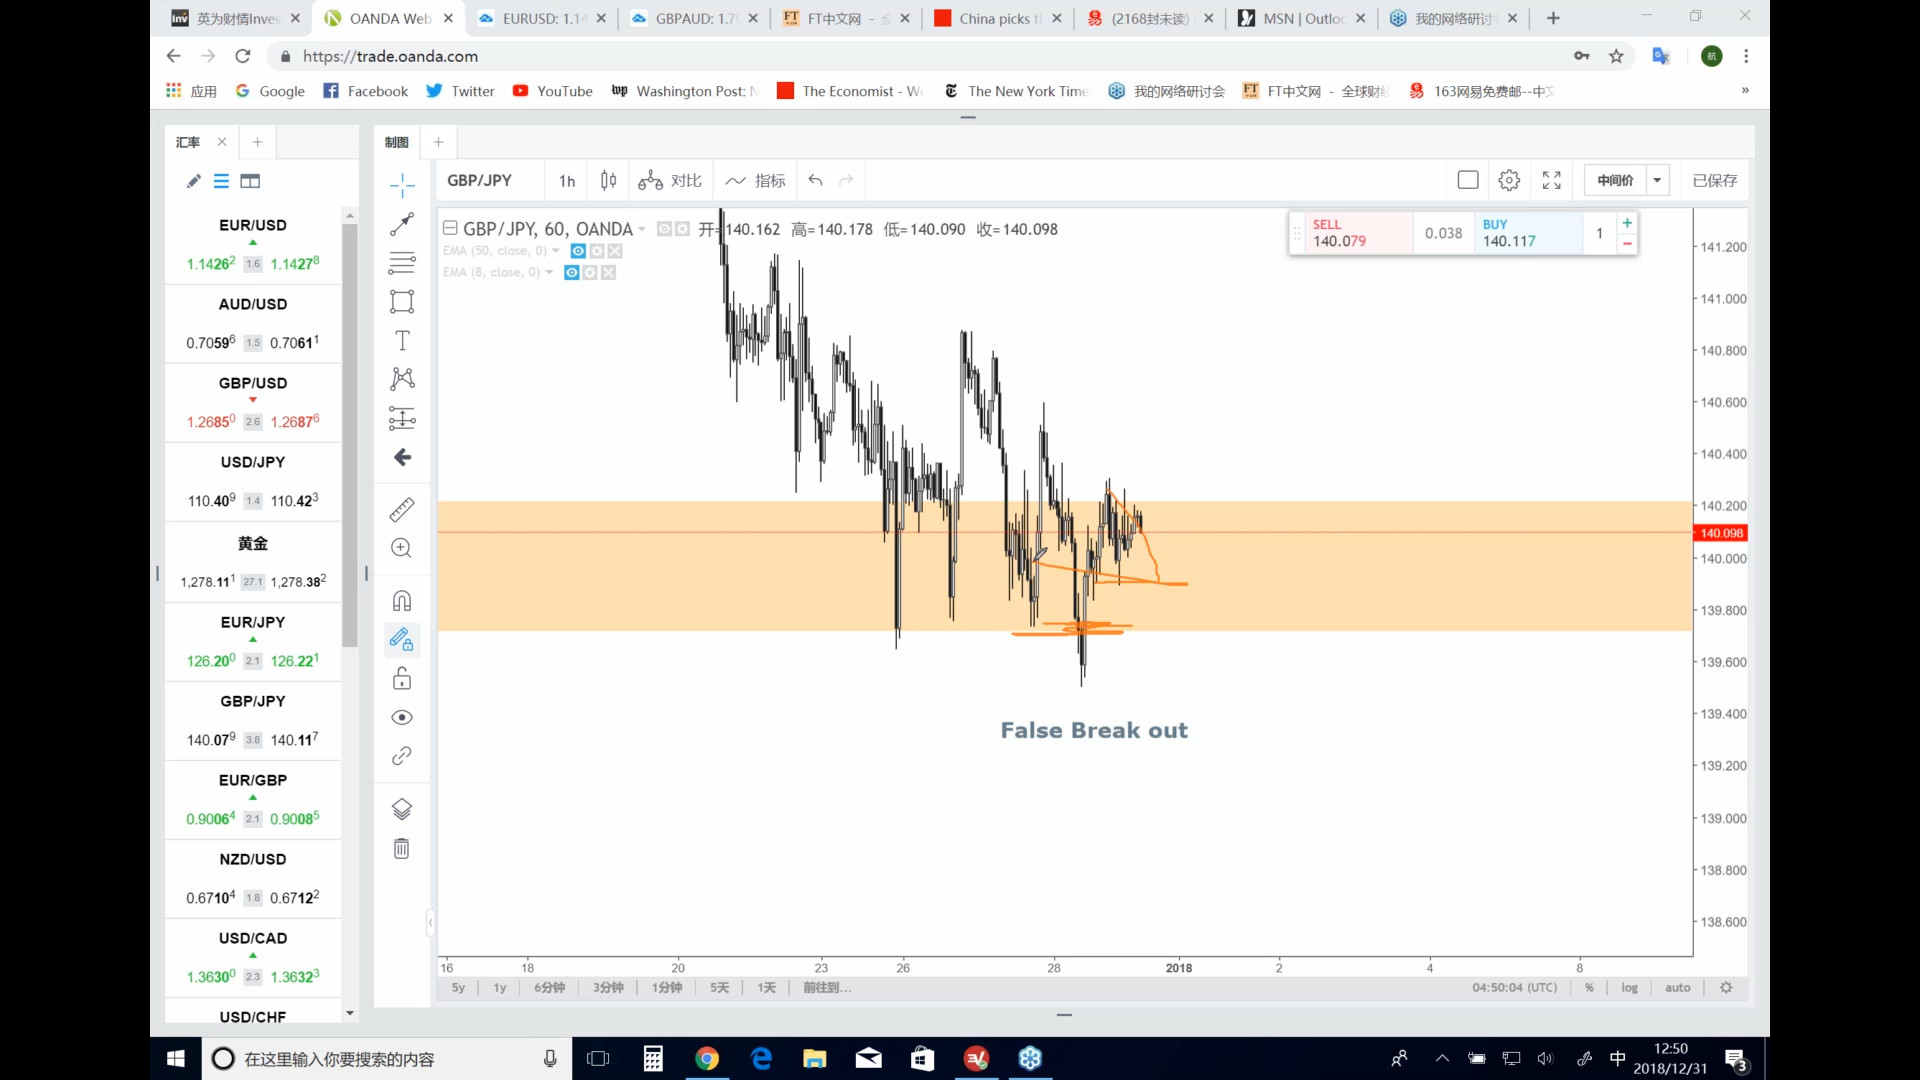 英为财情Inves
OANDA Web
EURUSD: 1.14
GBPAUD: 1.79
FT中文网 - 全
China picks th
(2168封未读)
MSN | Outloo
我的网络研讨
https://trade.oanda.com
航
应用
Google
Facebook
Twitter
YouTube
Washington Post: N
The Economist - W
The New York Time
我的网络研讨会
FT中文网 - 全球财经
163网易免费邮--中文
汇率
制图
GBP/JPY
1h
对比
指标
中间价
已保存
EUR/USD
1.1426² 1.6 1.1427⁸
AUD/USD
0.7059⁶ 1.5 0.7061¹
GBP/USD
1.2685⁰ 2.6 1.2687⁶
USD/JPY
110.40⁹ 1.4 110.42³
黄金
1,278.11¹ 27.1 1,278.38²
EUR/JPY
126.20⁰ 2.1 126.22¹
GBP/JPY
140.07⁹ 3.8 140.11⁷
EUR/GBP
0.9006⁴ 2.1 0.9008⁵
NZD/USD
0.6710⁴ 1.8 0.6712²
USD/CAD
1.3630⁰ 2.3 1.3632³
USD/CHF
GBP/JPY, 60, OANDA 开=140.162 高=140.178 低=140.090 收=140.098
EMA (50, close, 0)
EMA (8, close, 0)
SELL
140.079
0.038
BUY
140.117
1
141.200
141.000
140.800
140.600
140.400
140.200
140.098
140.000
139.800
139.600
139.400
139.200
139.000
138.800
138.600
False Break out
16 18 20 23 26 28 2018 2 4 8
5y 1y 6分钟 3分钟 1分钟 5天 1天 前往到...
04:50:04 (UTC) % log auto
在这里输入你要搜索的内容
中
12:50
2018/12/31
3